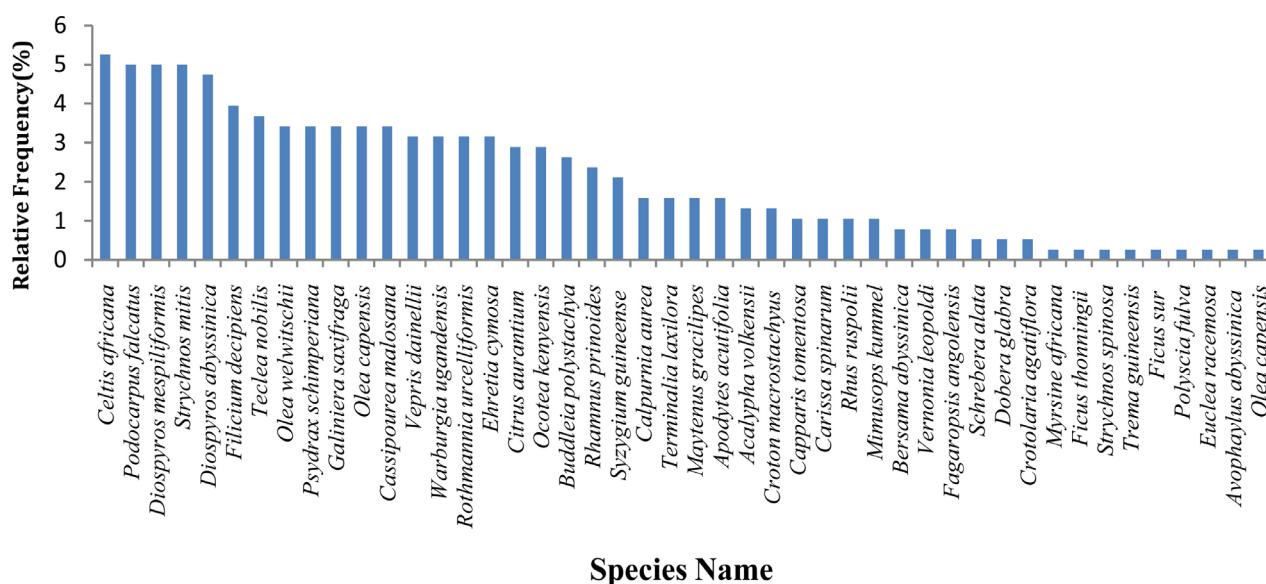 Relative Frequency(%)
6
5
4
3
2
1
0
Celtis africana
Podocarpus falcatus
Diospyros mespiliformis
Strychnos mitis
Diospyros abyssinica
Filicium decipiens
Teclea nobilis
Olea welwitschii
Psydrax schimperiana
Galiniera saxifraga
Olea capensis
Cassipourea malosana
Vepris dainellii
Warburgia ugandensis
Rothmannia urcelliformis
Ehretia cymosa
Citrus aurantium
Ocotea kenyensis
Buddleia polystachya
Rhamnus prinoides
Syzygium guineense
Calpurnia aurea
Terminalia laxilora
Maytenus gracilipes
Apodytes acutifolia
Acalypha volkensii
Croton macrostachyus
Capparis tomentosa
Carissa spinarum
Rhus ruspolii
Mimusops kummel
Bersama abyssinica
Vernonia leopoldi
Fagaropsis angolensis
Schrebera alata
Dobera glabra
Crotolaria agatiflora
Myrsine africana
Ficus thonningii
Strychnos spinosa
Trema guineensis
Ficus sur
Polyscia fulva
Euclea racemosa
Avophaylus abyssinica
Olea capensis
Species Name